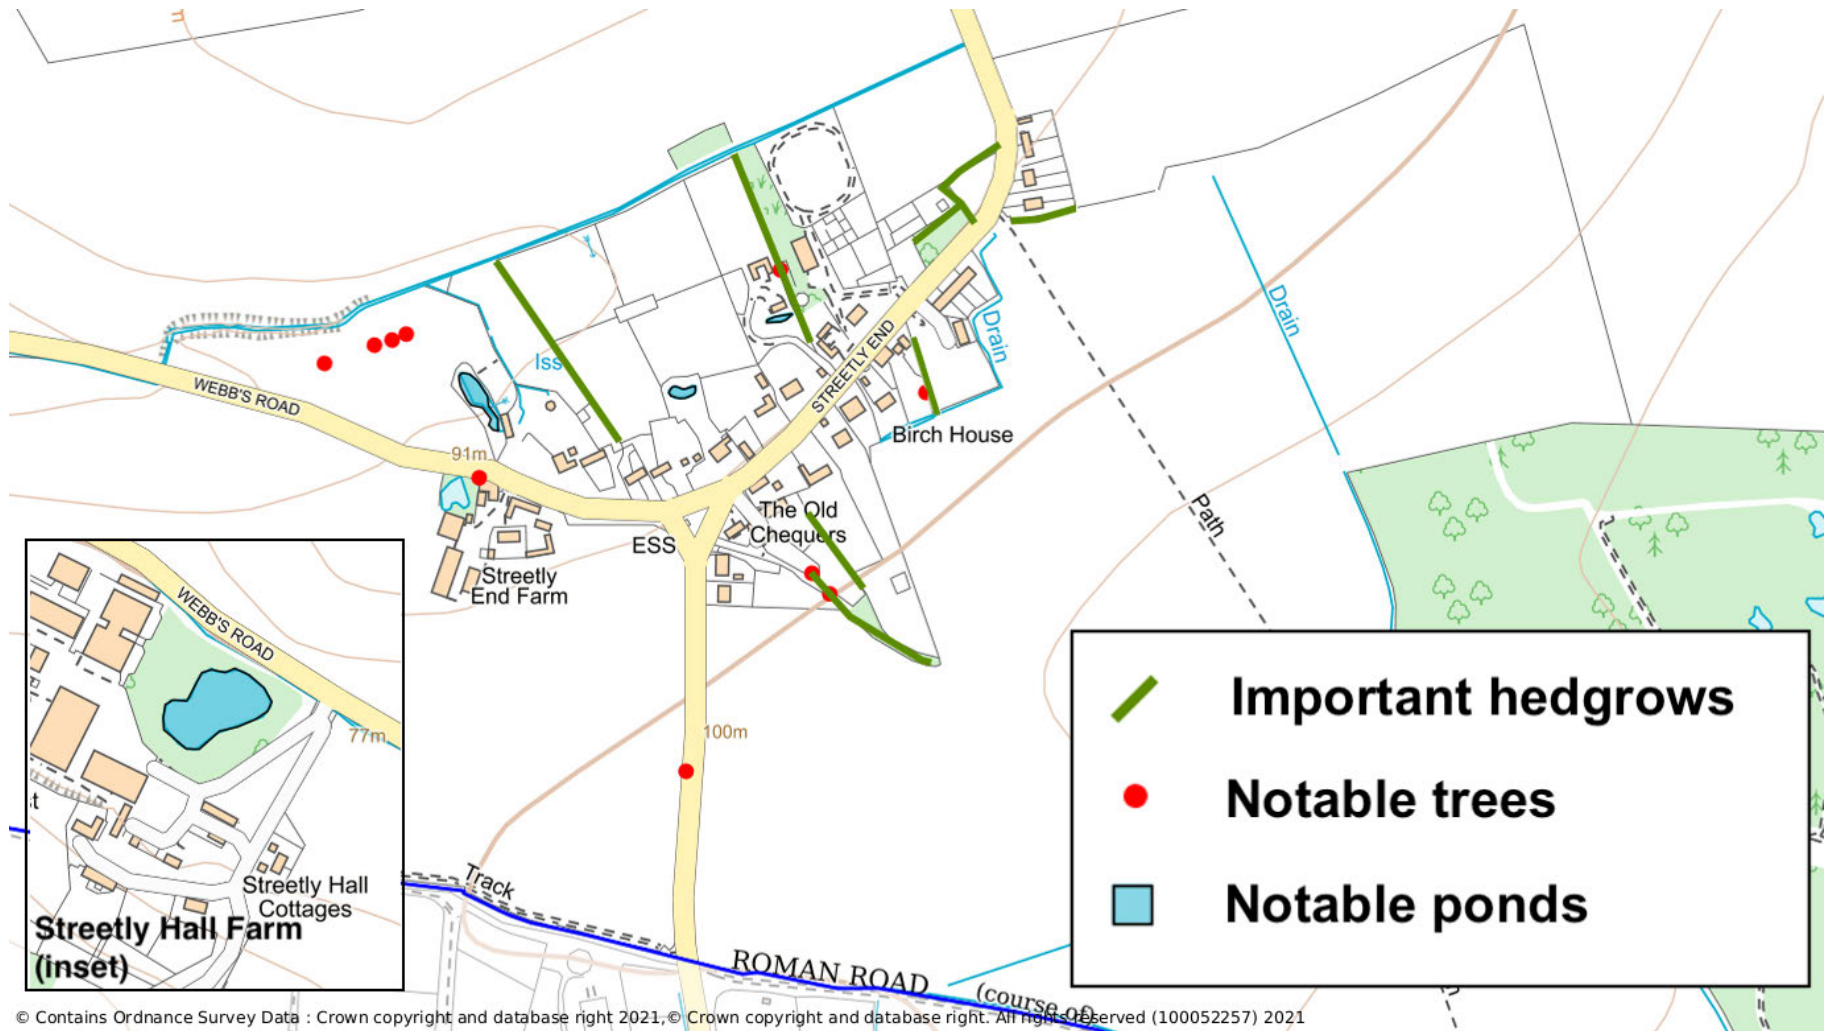 Drain
Drain
Iss
WEBB'S ROAD
STREETLY END
Birch House
91m
Path
The Old
Chequers
ESS
Streetly
End Farm
WEBB'S ROAD
77m
100m
Important hedgrows
Notable trees
Notable ponds
Streetly Hall
Cottages
Streetly Hall Farm
(inset)
Track
ROMAN ROAD
(course of)
© Contains Ordnance Survey Data : Crown copyright and database right 2021,© Crown copyright and database right. All rights reserved (100052257) 2021